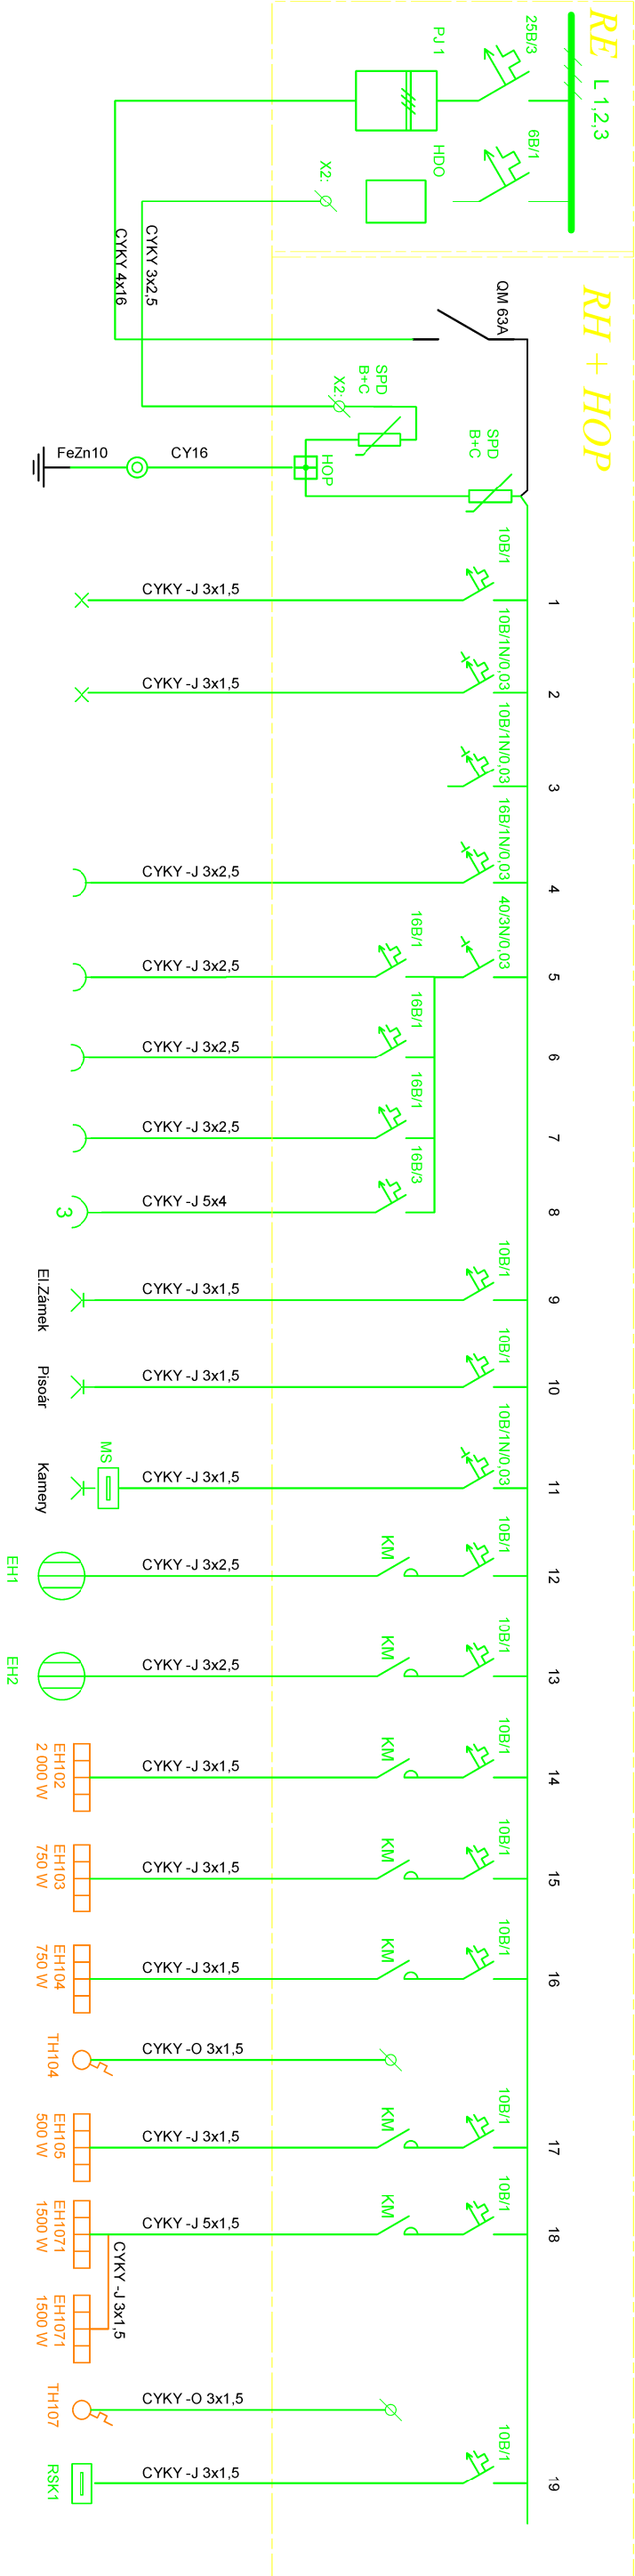 RE
L 1,2,3
25B/3
6B/1
PJ 1
HDO
X2:
CYKY 3x2,5
CYKY 4x16
RH + HOP
QM 63A
SPD
B+C
X2:
SPD
B+C
HOP
CY16
FeZn10
10B/1
1
CYKY -J 3x1,5
10B/1N/0,03
2
CYKY -J 3x1,5
10B/1N/0,03
3
16B/1N/0,03
4
CYKY -J 3x2,5
40/3N/0,03
5
16B/1
CYKY -J 3x2,5
6
16B/1
CYKY -J 3x2,5
7
16B/1
CYKY -J 3x2,5
8
16B/3
CYKY -J 5x4
3
10B/1
9
CYKY -J 3x1,5
El.Zámek
10B/1
10
CYKY -J 3x1,5
Pisoár
10B/1N/0,03
11
CYKY -J 3x1,5
MS
Kamery
10B/1
12
KM
CYKY -J 3x2,5
EH1
10B/1
13
KM
CYKY -J 3x2,5
EH2
10B/1
14
KM
CYKY -J 3x1,5
EH102
2 000 W
10B/1
15
KM
CYKY -J 3x1,5
EH103
750 W
10B/1
16
KM
CYKY -J 3x1,5
EH104
750 W
CYKY -O 3x1,5
TH104
10B/1
17
KM
CYKY -J 3x1,5
EH105
500 W
10B/1
18
KM
CYKY -J 5x1,5
EH1071
1500 W
CYKY -J 3x1,5
EH1071
1500 W
CYKY -O 3x1,5
TH107
10B/1
19
CYKY -J 3x1,5
RSK1